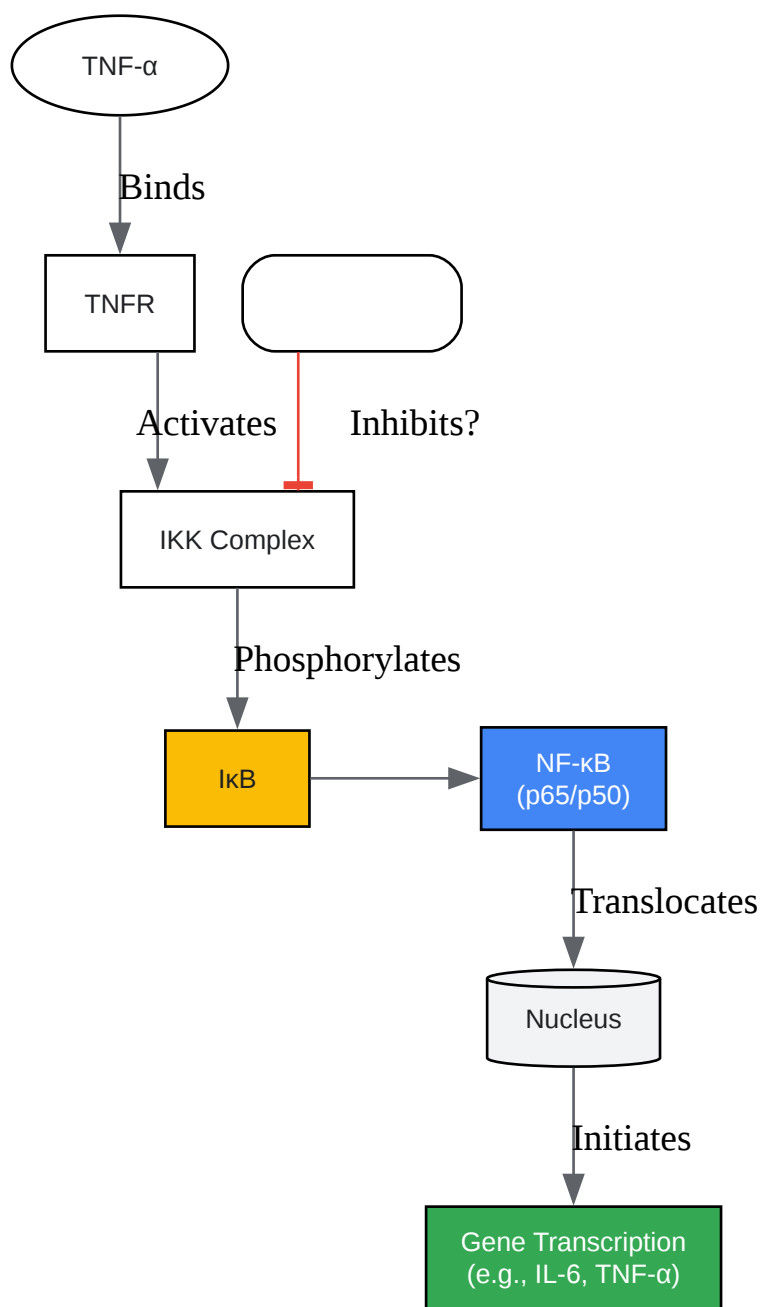 TNF-α
Binds
TNFR
Activates
Inhibits?
IKK Complex
Phosphorylates
IκB
NF-κB
(p65/p50)
Translocates
Nucleus
Initiates
Gene Transcription
(e.g., IL-6, TNF-α)